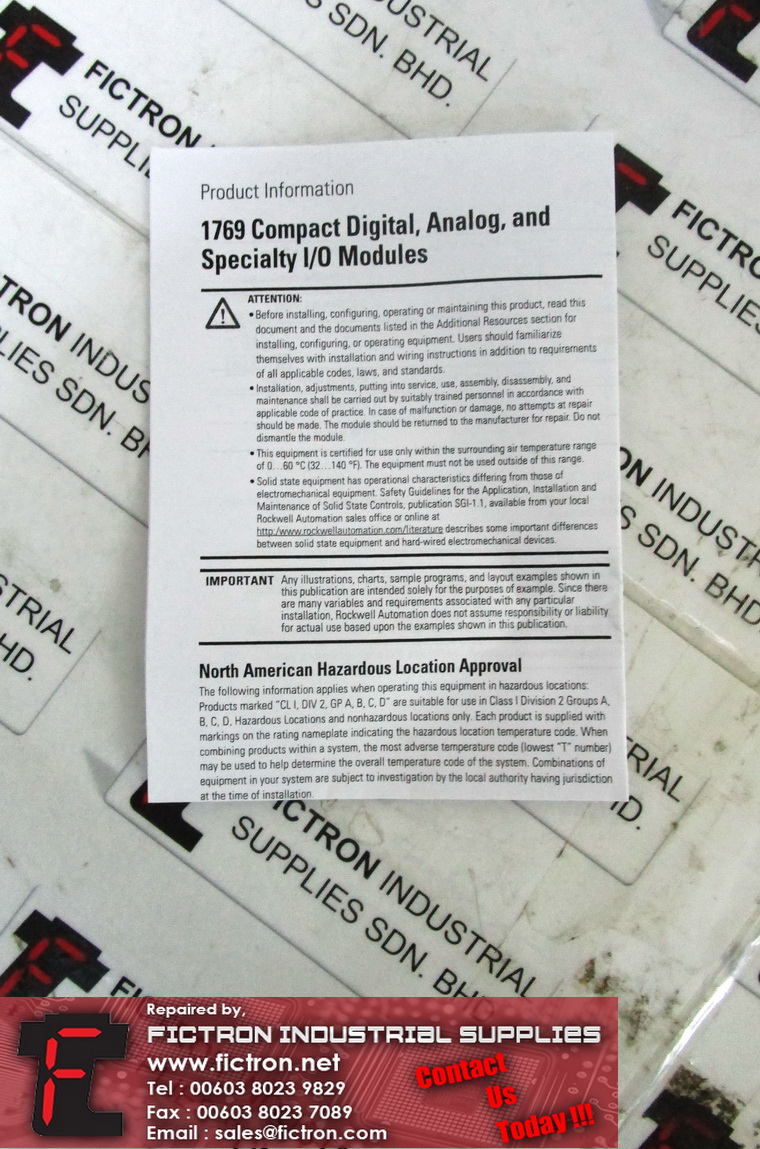 USTRIAL
S SDN. BHD.
FICTRON
SUPPLI
Product Information
1769 Compact Digital, Analog, and
Specialty I/O Modules
ATTENTION:
• Before installing, configuring, operating or maintaining this product, read this
document and the documents listed in the Additional Resources section for
installing, configuring, or operating equipment. Users should familiarize
themselves with installation and wiring instructions in addition to requirements
of all applicable codes, laws, and standards.
• Installation, adjustments, putting into service, use, assembly, disassembly, and
maintenance shall be carried out by suitably trained personnel in accordance with
applicable code of practice. In case of malfunction or damage, no attempts at repair
should be made. The module should be returned to the manufacturer for repair. Do not
dismantle the module.
• This equipment is certified for use only within the surrounding air temperature range
of 0...60 °C (32...140 °F). The equipment must not be used outside of this range.
• Solid state equipment has operational characteristics differing from those of
electromechanical equipment. Safety Guidelines for the Application, Installation and
Maintenance of Solid State Controls, publication SGI-1.1, available from your local
Rockwell Automation sales office or online at
http:/www.rockwellautomation.com/literature describes some important differences
between solid state equipment and hard-wired electromechanical devices.
IMPORTANT Any illustrations, charts, sample programs, and layout examples shown in
this publication are intended solely for the purposes of example. Since there
are many variables and requirements associated with any particular
installation, Rockwell Automation does not assume responsibility or liability
for actual use based upon the examples shown in this publication.
North American Hazardous Location Approval
The following information applies when operating this equipment in hazardous locations:
Products marked "CL I, DIV 2, GP A, B, C, D" are suitable for use in Class I Division 2 Groups A,
B, C, D, Hazardous Locations and nonhazardous locations only. Each product is supplied with
markings on the rating nameplate indicating the hazardous location temperature code. When
combining products within a system, the most adverse temperature code (lowest "T" number)
may be used to help determine the overall temperature code of the system. Combinations of
equipment in your system are subject to investigation by the local authority having jurisdiction
at the time of installation.
FICTRO
SUPPLIES
TRON INDUS
LIES SDN. BH
ON INDUSTR
S SDN. BHD
STRIAL
HD.
RIAL
HD.
ICTRON INDUSTRIAL
SUPPLIES SDN. BHD.
FI
Repaired by,
FICTRON INDUSTRIAL SUPPLIES
www.fictron.net
Tel : 00603 8023 9829
Fax : 00603 8023 7089
Email : sales@fictron.com
Contact
Us
Today !!!